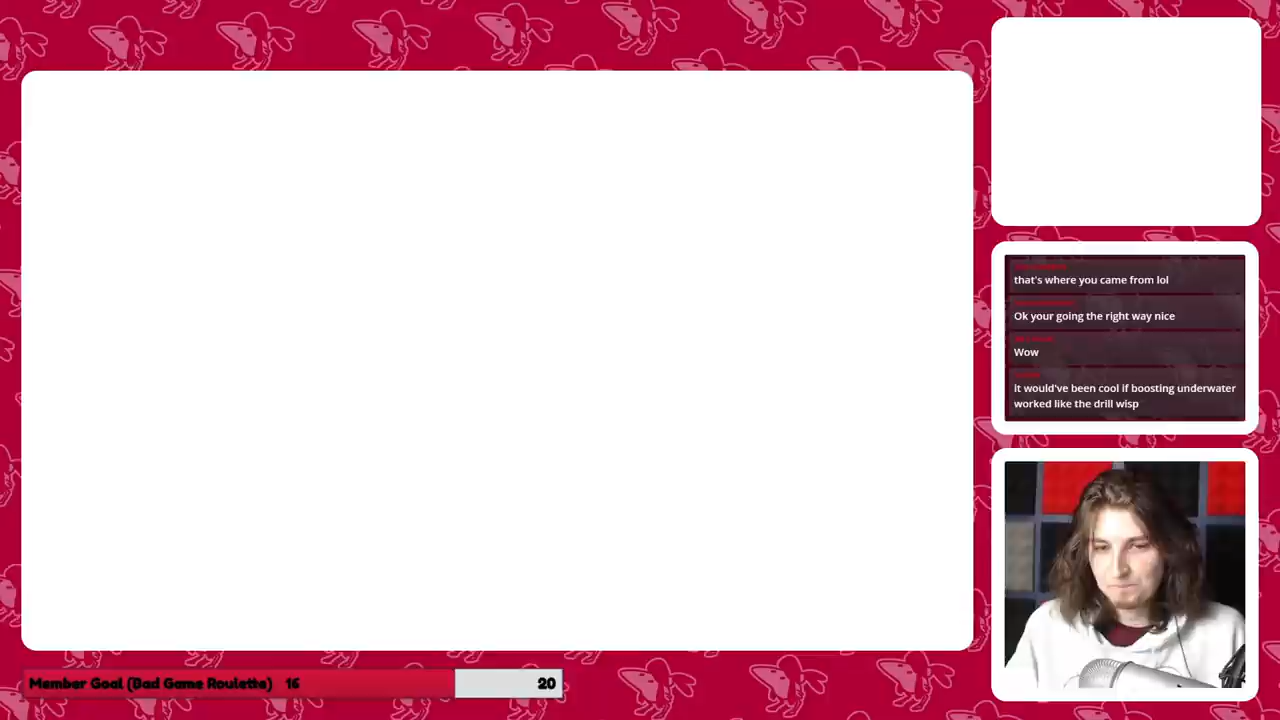 that's where you came from lol
Ok your going the right way nice
Wow
it would've been cool if boosting underwater
worked like the drill wisp
Member Goal (Bad Game Roulette) 16 20